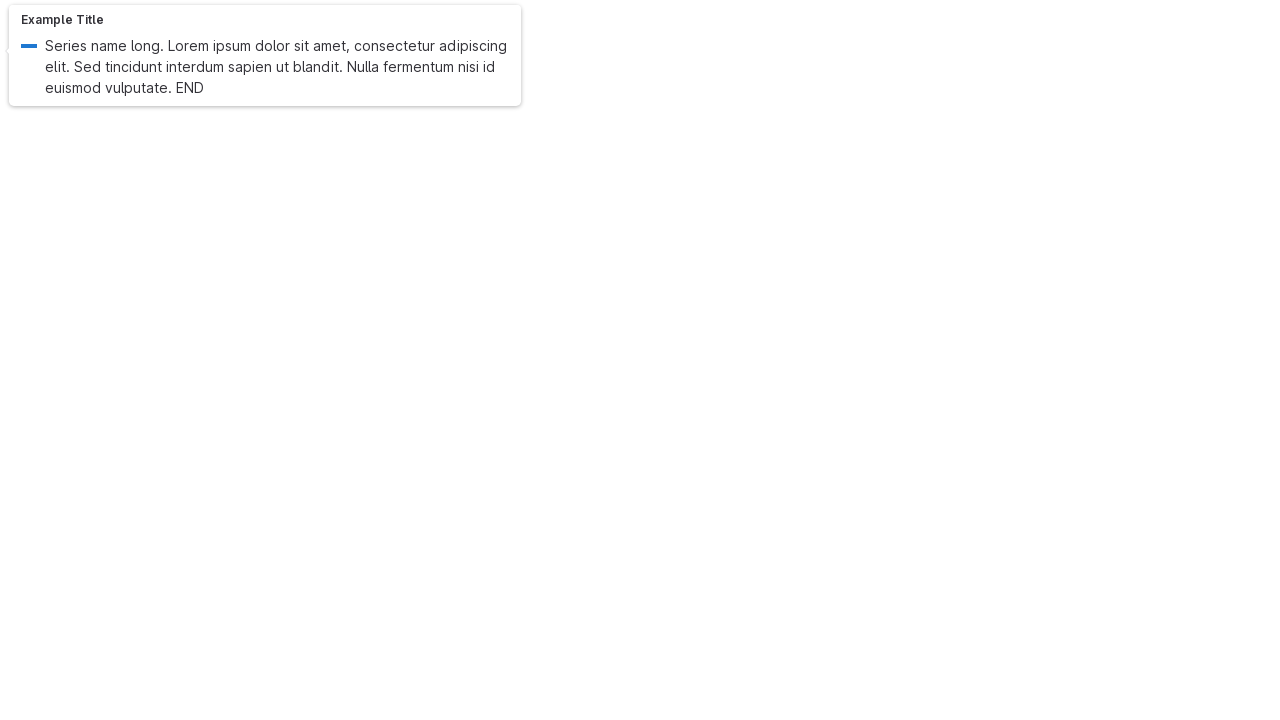 Example Title
Series name long. Lorem ipsum dolor sit amet, consectetur adipiscing
elit. Sed tincidunt interdum sapien ut blandit. Nulla fermentum nisi id
euismod vulputate. END